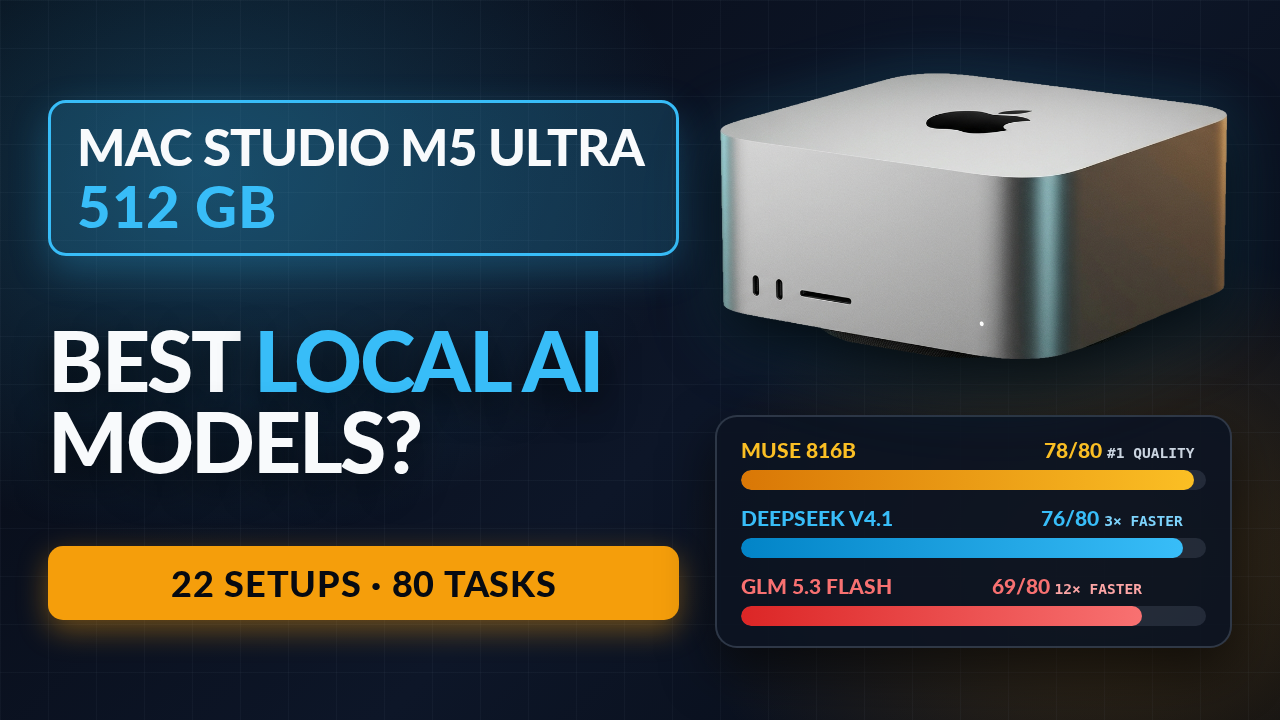 MAC STUDIO M5 ULTRA
512 GB
BEST LOCAL AI
MODELS?
22 SETUPS · 80 TASKS
MUSE 816B 78/80 #1 QUALITY
DEEPSEEK V4.1 76/80 3× FASTER
GLM 5.3 FLASH 69/80 12× FASTER